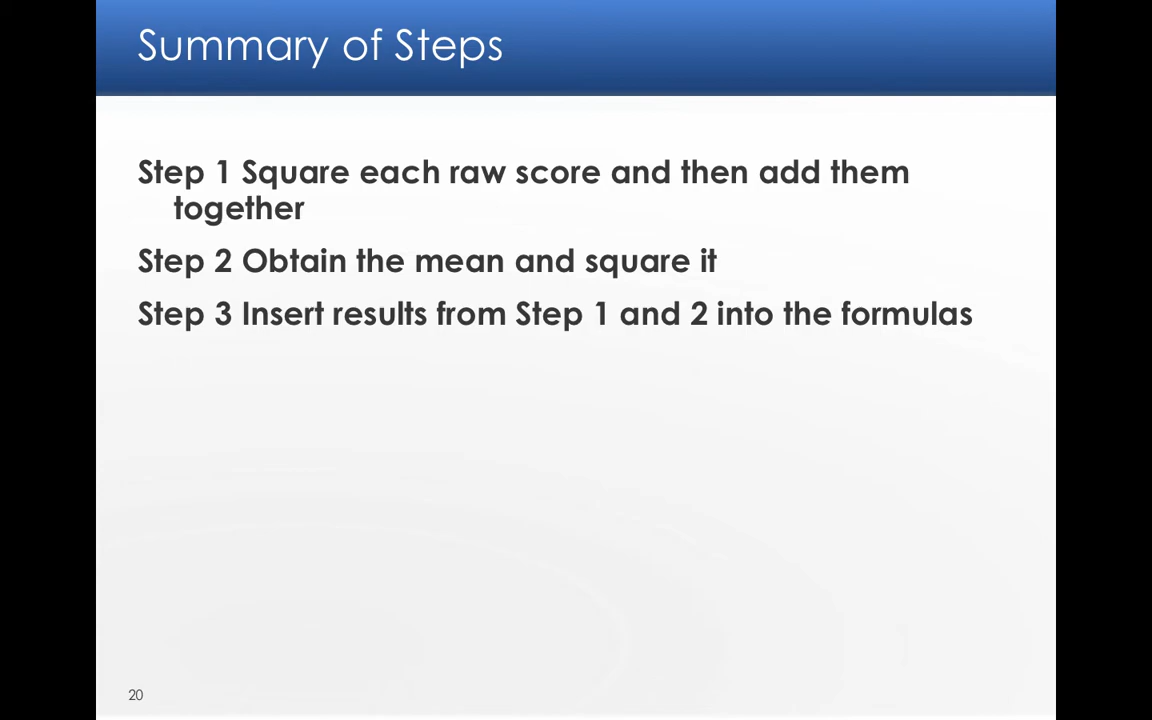 Summary of Steps
Step 1 Square each raw score and then add them
together
Step 2 Obtain the mean and square it
Step 3 Insert results from Step 1 and 2 into the formulas
20